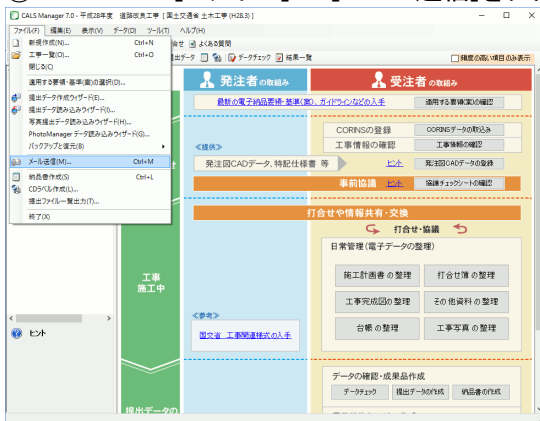 CALS Manager 7.0 - 平成28年度 道路改良工事 [国土交通省 土木工事 (H28.3)]
ファイル(F) 編集(E) 表示(V) データ(D) ツール(T) ヘルプ(H)
新規作成(N)... Ctrl+N
工事一覧(O)... Ctrl+O
閉じる(C)
適用する要領・基準(案)の選択(D)...
提出データ作成ウィザード(E)...
提出データ読み込みウィザード(I)...
写真提出データ読み込みウィザード(H)...
PhotoManager データ読み込みウィザード(G)...
バックアップと復元(B)
メール送信(M)... Ctrl+M
納品書作成(S) Ctrl+L
CDラベル作成(L)...
提出ファイル一覧出力(T)...
終了(X)
合せ よくある質問
データチェック 結果一覧
頻度の高い項目のみ表示
発注者の取組み
受注者の取組み
最新の電子納品要領・基準(案)、ガイドラインなどの入手
適用する要領(案)の確認
CORINSの登録 CORINSデータの取込み
工事情報の確認 工事情報の確認
≪提供≫
発注図CADデータ、特記仕様書 等
ヒント 発注図CADデータの登録
事前協議 ヒント 協議チェックシートの確認
打合せや情報共有・交換
打合せ・協議
日常管理(電子データの整理)
施工計画書 の整理 打合せ簿 の整理
工事完成図の整理 その他資料 の整理
台帳 の整理 工事写真 の整理
工事
施工中
≪参考≫
国交省 工事関連様式の入手
ヒント
データの確認・成果品作成
データチェック 提出データの作成 納品書の作成
提出データの